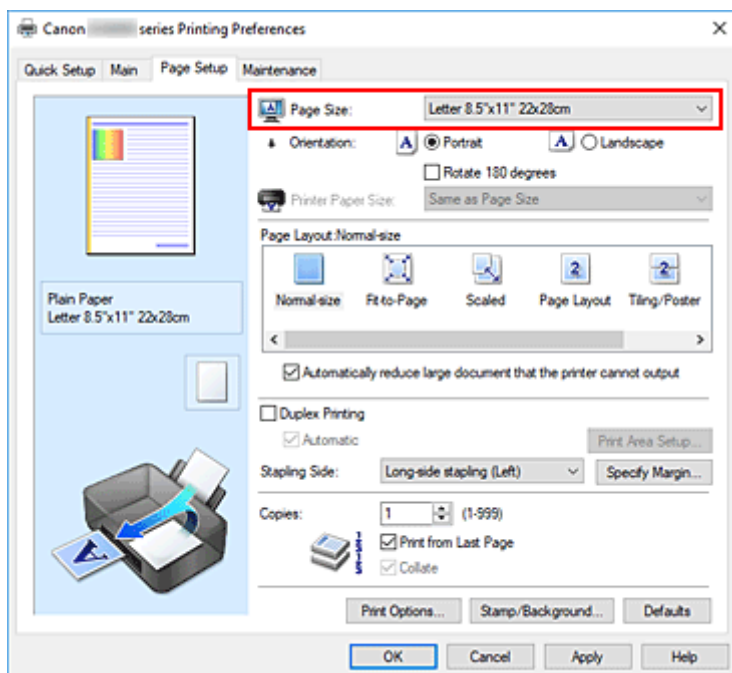 Canon series Printing Preferences
Quick Setup Main Page Setup Maintenance
Page Size: Letter 8.5"x11" 22x28cm
Orientation: A Portrait A Landscape
Rotate 180 degrees
Printer Paper Size: Same as Page Size
Page Layout:Normal-size
Normal-size Fit-to-Page Scaled Page Layout Tiling/Poster
Plain Paper
Letter 8.5"x11" 22x28cm
Automatically reduce large document that the printer cannot output
Duplex Printing
Automatic Print Area Setup...
Stapling Side: Long-side stapling (Left) Specify Margin...
Copies: 1 (1-999)
Print from Last Page
Collate
Print Options... Stamp/Background... Defaults
OK Cancel Apply Help